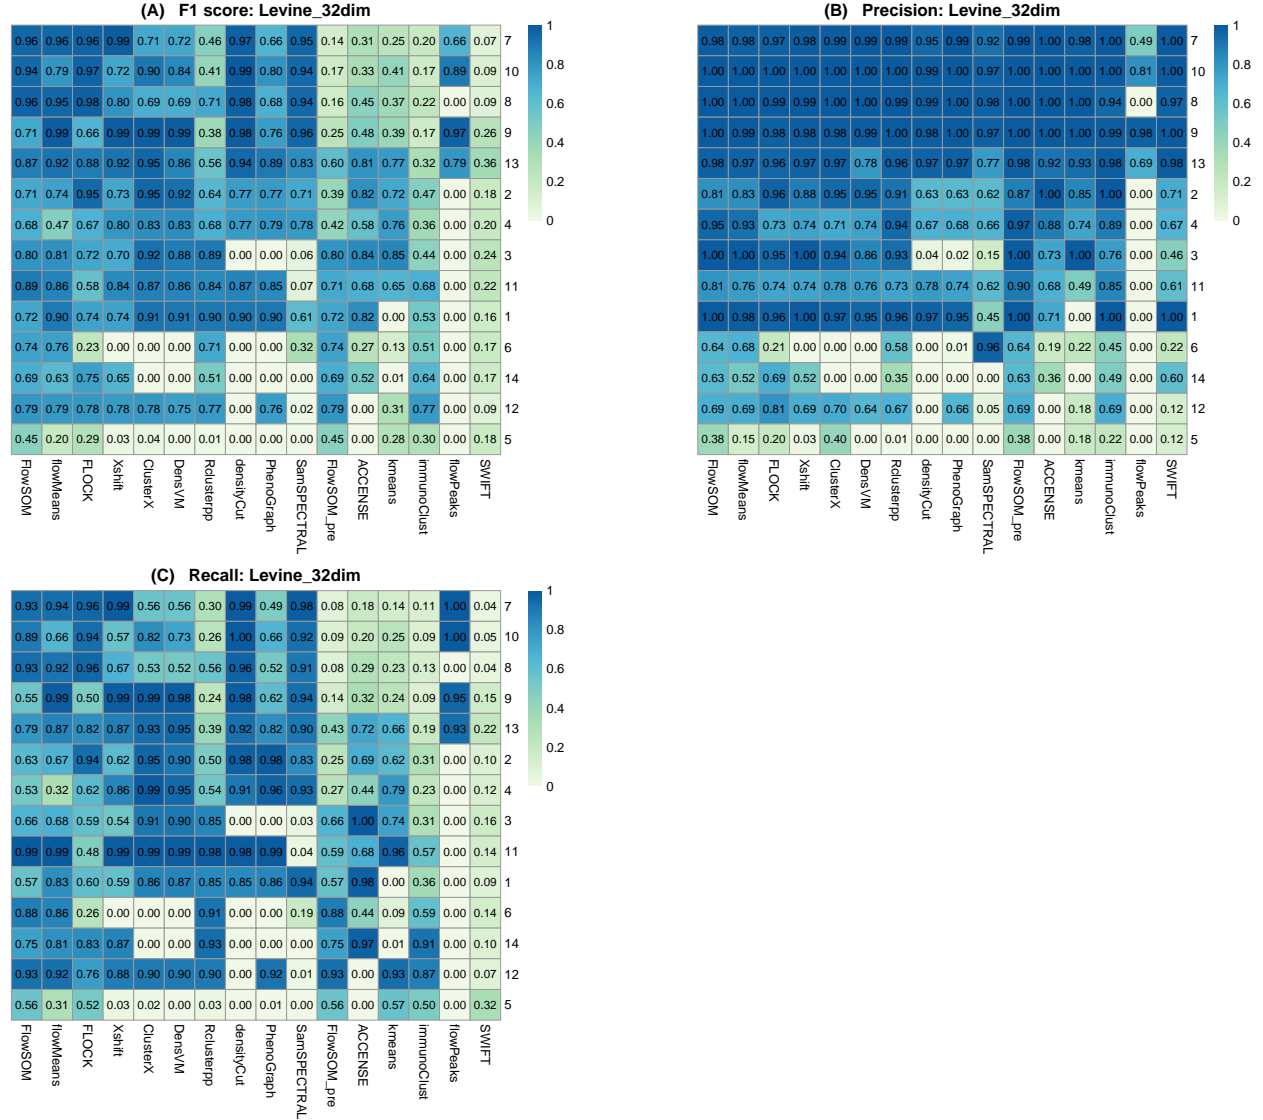 (A) F1 score: Levine_32dim
0.96 0.96 0.96 0.99 0.71 0.72 0.46 0.97 0.66 0.95 0.14 0.31 0.25 0.20 0.66 0.07 7
0.94 0.79 0.97 0.72 0.90 0.84 0.41 0.99 0.80 0.94 0.17 0.33 0.41 0.17 0.89 0.09 10
0.96 0.95 0.98 0.80 0.69 0.69 0.71 0.98 0.68 0.94 0.16 0.45 0.37 0.22 0.00 0.09 8
0.71 0.99 0.66 0.99 0.99 0.99 0.38 0.98 0.76 0.96 0.25 0.48 0.39 0.17 0.97 0.26 9
0.87 0.92 0.88 0.92 0.95 0.86 0.56 0.94 0.89 0.83 0.60 0.81 0.77 0.32 0.79 0.36 13
0.71 0.74 0.95 0.73 0.95 0.92 0.64 0.77 0.77 0.71 0.39 0.82 0.72 0.47 0.00 0.18 2
0.68 0.47 0.67 0.80 0.83 0.83 0.68 0.77 0.79 0.78 0.42 0.58 0.76 0.36 0.00 0.20 4
0.80 0.81 0.72 0.70 0.92 0.88 0.89 0.00 0.00 0.06 0.80 0.84 0.85 0.44 0.00 0.24 3
0.89 0.86 0.58 0.84 0.87 0.86 0.84 0.87 0.85 0.07 0.71 0.68 0.65 0.68 0.00 0.22 11
0.72 0.90 0.74 0.74 0.91 0.91 0.90 0.90 0.90 0.61 0.72 0.82 0.00 0.53 0.00 0.16 1
0.74 0.76 0.23 0.00 0.00 0.00 0.71 0.00 0.00 0.32 0.74 0.27 0.13 0.51 0.00 0.17 6
0.69 0.63 0.75 0.65 0.00 0.00 0.51 0.00 0.00 0.00 0.69 0.52 0.01 0.64 0.00 0.17 14
0.79 0.79 0.78 0.78 0.78 0.75 0.77 0.00 0.76 0.02 0.79 0.00 0.31 0.77 0.00 0.09 12
0.45 0.20 0.29 0.03 0.04 0.00 0.01 0.00 0.00 0.00 0.45 0.00 0.28 0.30 0.00 0.18 5
FlowSOM flowMeans FLOCK Xshift ClusterX DensVM Rclusterpp densityCut PhenoGraph SamSPECTRAL FlowSOM_pre ACCENSE kmeans immunoClust flowPeaks SWIFT
1
0.8
0.6
0.4
0.2
0
(B) Precision: Levine_32dim
0.98 0.98 0.97 0.98 0.99 0.99 0.99 0.95 0.99 0.92 0.99 1.00 0.98 1.00 0.49 1.00 7
1.00 1.00 1.00 1.00 1.00 1.00 1.00 0.99 1.00 0.97 1.00 1.00 1.00 1.00 0.81 1.00 10
1.00 1.00 0.99 0.99 1.00 0.99 0.99 1.00 1.00 0.98 1.00 1.00 1.00 0.94 0.00 0.97 8
1.00 0.99 0.98 0.98 0.98 0.99 1.00 0.98 1.00 0.97 1.00 1.00 1.00 0.99 0.98 1.00 9
0.98 0.97 0.96 0.98 0.97 0.78 0.96 0.97 0.97 0.77 0.98 0.92 0.93 0.98 0.69 0.98 13
0.81 0.83 0.96 0.88 0.95 0.95 0.91 0.63 0.63 0.62 0.87 1.00 0.85 1.00 0.00 0.71 2
0.95 0.93 0.73 0.74 0.71 0.74 0.94 0.67 0.68 0.66 0.97 0.88 0.74 0.89 0.00 0.67 4
1.00 1.00 0.95 1.00 0.94 0.86 0.93 0.04 0.02 0.15 1.00 0.73 1.00 0.76 0.00 0.46 3
0.81 0.76 0.74 0.74 0.78 0.76 0.73 0.78 0.74 0.62 0.90 0.68 0.49 0.85 0.00 0.61 11
1.00 0.98 0.96 1.00 0.97 0.95 0.96 0.97 0.95 0.45 1.00 0.71 0.00 1.00 0.00 1.00 1
0.64 0.68 0.21 0.00 0.00 0.00 0.58 0.00 0.01 0.96 0.64 0.19 0.22 0.45 0.00 0.22 6
0.63 0.52 0.69 0.52 0.00 0.00 0.35 0.00 0.00 0.00 0.63 0.36 0.00 0.49 0.00 0.60 14
0.69 0.69 0.81 0.69 0.70 0.64 0.67 0.00 0.66 0.05 0.69 0.00 0.18 0.69 0.00 0.12 12
0.38 0.15 0.20 0.03 0.40 0.00 0.01 0.00 0.00 0.00 0.38 0.00 0.18 0.22 0.00 0.12 5
FlowSOM flowMeans FLOCK Xshift ClusterX DensVM Rclusterpp densityCut PhenoGraph SamSPECTRAL FlowSOM_pre ACCENSE kmeans immunoClust flowPeaks SWIFT
1
0.8
0.6
0.4
0.2
0
(C) Recall: Levine_32dim
0.93 0.94 0.96 0.99 0.56 0.56 0.30 0.99 0.49 0.98 0.08 0.18 0.14 0.11 1.00 0.04 7
0.89 0.66 0.94 0.57 0.82 0.73 0.26 1.00 0.66 0.92 0.09 0.20 0.25 0.09 1.00 0.05 10
0.93 0.92 0.96 0.67 0.53 0.52 0.56 0.96 0.52 0.91 0.08 0.29 0.23 0.13 0.00 0.04 8
0.55 0.99 0.50 0.99 0.99 0.98 0.24 0.98 0.62 0.94 0.14 0.32 0.24 0.09 0.95 0.15 9
0.79 0.87 0.82 0.87 0.93 0.95 0.39 0.92 0.82 0.90 0.43 0.72 0.66 0.19 0.93 0.22 13
0.63 0.67 0.94 0.62 0.95 0.90 0.50 0.98 0.98 0.83 0.25 0.69 0.62 0.31 0.00 0.10 2
0.53 0.32 0.62 0.86 0.99 0.95 0.54 0.91 0.96 0.93 0.27 0.44 0.79 0.23 0.00 0.12 4
0.66 0.68 0.59 0.54 0.91 0.90 0.85 0.00 0.00 0.03 0.66 1.00 0.74 0.31 0.00 0.16 3
0.99 0.99 0.48 0.99 0.99 0.99 0.98 0.98 0.99 0.04 0.59 0.68 0.96 0.57 0.00 0.14 11
0.57 0.83 0.60 0.59 0.86 0.87 0.85 0.85 0.86 0.94 0.57 0.98 0.00 0.36 0.00 0.09 1
0.88 0.86 0.26 0.00 0.00 0.00 0.91 0.00 0.00 0.19 0.88 0.44 0.09 0.59 0.00 0.14 6
0.75 0.81 0.83 0.87 0.00 0.00 0.93 0.00 0.00 0.00 0.75 0.97 0.01 0.91 0.00 0.10 14
0.93 0.92 0.76 0.88 0.90 0.90 0.90 0.00 0.92 0.01 0.93 0.00 0.93 0.87 0.00 0.07 12
0.56 0.31 0.52 0.03 0.02 0.00 0.03 0.00 0.01 0.00 0.56 0.00 0.57 0.50 0.00 0.32 5
FlowSOM flowMeans FLOCK Xshift ClusterX DensVM Rclusterpp densityCut PhenoGraph SamSPECTRAL FlowSOM_pre ACCENSE kmeans immunoClust flowPeaks SWIFT
1
0.8
0.6
0.4
0.2
0